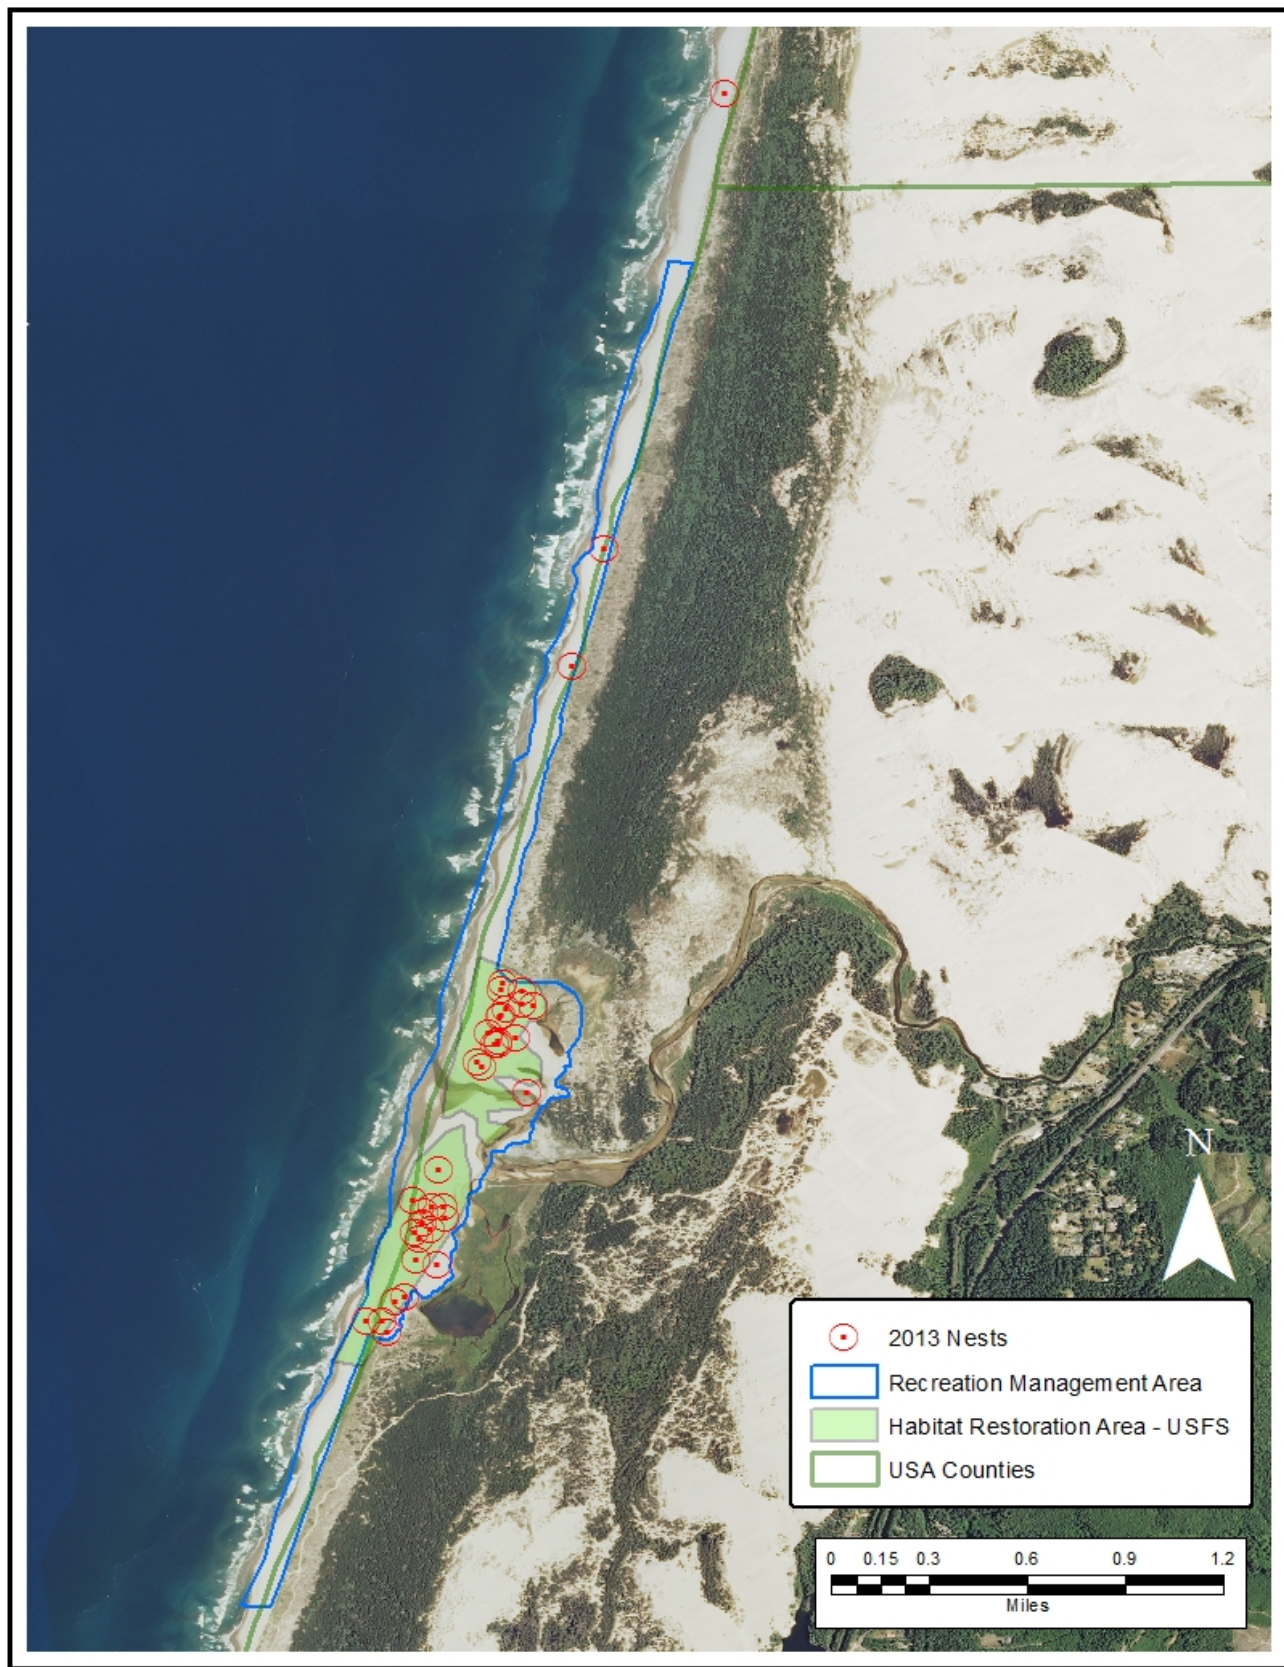 N
2013 Nests
Recreation Management Area
Habitat Restoration Area - USFS
USA Counties
0 0.15 0.3 0.6 0.9 1.2
Miles